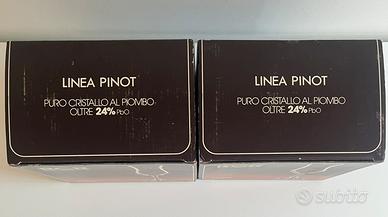 LINEA PINOT
PURO CRISTALLO AL PIOMBO
OLTRE 24% PbO
LINEA PINOT
PURO CRISTALLO AL PIOMBO
OLTRE 24% PbO
subito